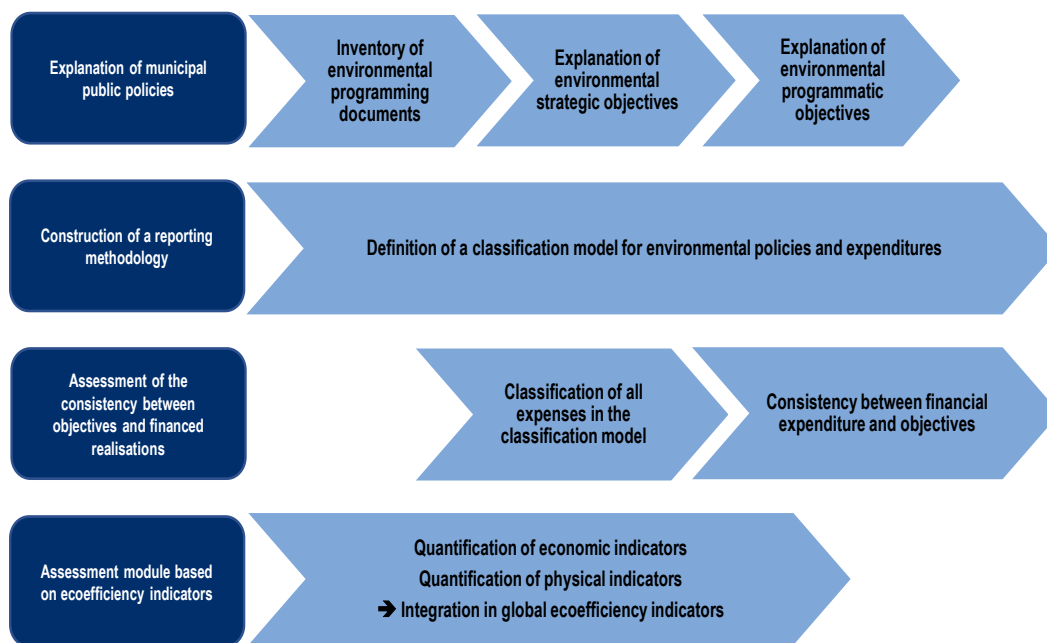 Explanation of municipal
public policies
Inventory of
environmental
programming
documents
Explanation of
environmental
strategic objectives
Explanation of
environmental
programmatic
objectives
Construction of a reporting
methodology
Definition of a classification model for environmental policies and expenditures
Assessment of the
consistency between
objectives and financed
realisations
Classification of all
expenses in the
classification model
Consistency between financial
expenditure and objectives
Assessment module based
on ecoefficiency indicators
Quantification of economic indicators
Quantification of physical indicators
➔ Integration in global ecoefficiency indicators